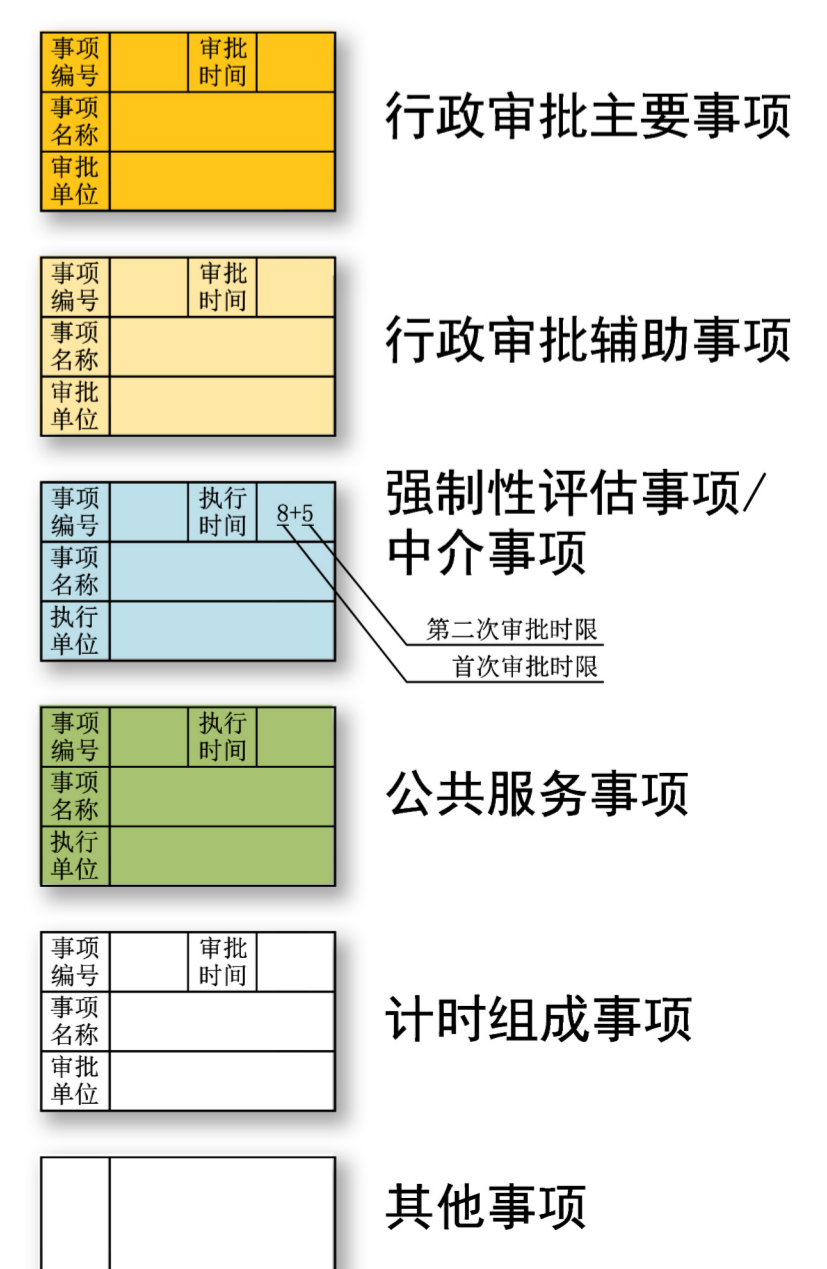 事项
编号
审批
时间
事项
名称
审批
单位
行政审批主要事项
事项
编号
审批
时间
事项
名称
审批
单位
行政审批辅助事项
事项
编号
执行
时间
8+5
事项
名称
执行
单位
强制性评估事项/
中介事项
第二次审批时限
首次审批时限
事项
编号
执行
时间
事项
名称
执行
单位
公共服务事项
事项
编号
审批
时间
事项
名称
审批
单位
计时组成事项
其他事项